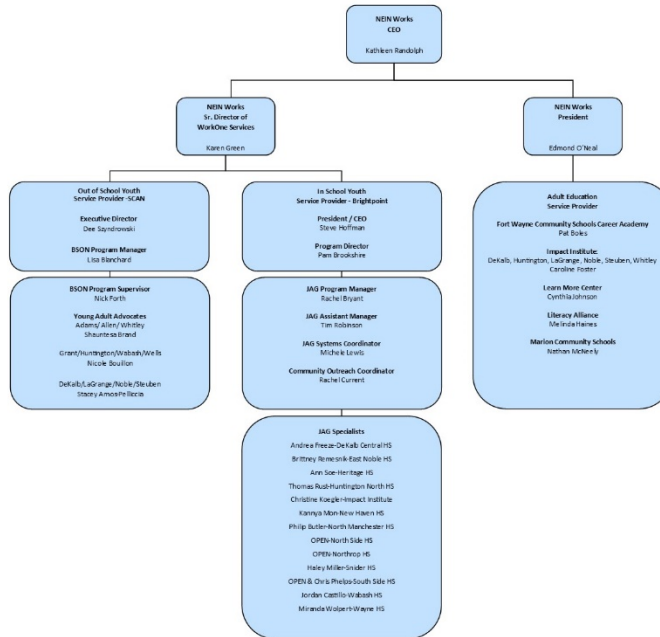 NEIN Works
CEO
Kathleen Randolph
NEIN Works
Sr. Director of
WorkOne Services
Karen Green
NEIN Works
President
Edmond O'Neal
Out of School Youth
Service Provider -SCAN
Executive Director
Dee Szyndrowski
BSON Program Manager
Lisa Blanchard
In School Youth
Service Provider - Brightpoint
President / CEO
Steve Hoffman
Program Director
Pam Brookshire
Adult Education
Service Provider
Fort Wayne Community Schools Career Academy
Pat Boles
Impact Institute:
DeKalb, Huntington, LaGrange, Noble, Steuben, Whitley
Caroline Foster
Learn More Center
Cynthia Johnson
Literacy Alliance
Melinda Haines
Marion Community Schools
Nathan McNeely
BSON Program Supervisor
Nick Forth
Young Adult Advocates
Adams/ Allen/ Whitley
Shauntesa Brand
Grant/Huntington/Wabash/Wells
Nicole Bouillon
DeKalb/LaGrange/Noble/Steuben
Stacey Amos Pelliccia
JAG Program Manager
Rachel Bryant
JAG Assistant Manager
Tim Robinson
JAG Systems Coordinator
Michele Lewis
Community Outreach Coordinator
Rachel Current
JAG Specialists
Andrea Freeze-DeKalb Central HS
Brittney Remesnik-East Noble HS
Ann Soe-Heritage HS
Thomas Rust-Huntington North HS
Christine Koegler-Impact Institute
Kannya Mon-New Haven HS
Philip Butler-North Manchester HS
OPEN-North Side HS
OPEN-Northrop HS
Haley Miller-Snider HS
OPEN & Chris Phelps-South Side HS
Jordan Castillo-Wabash HS
Miranda Wolpert-Wayne HS